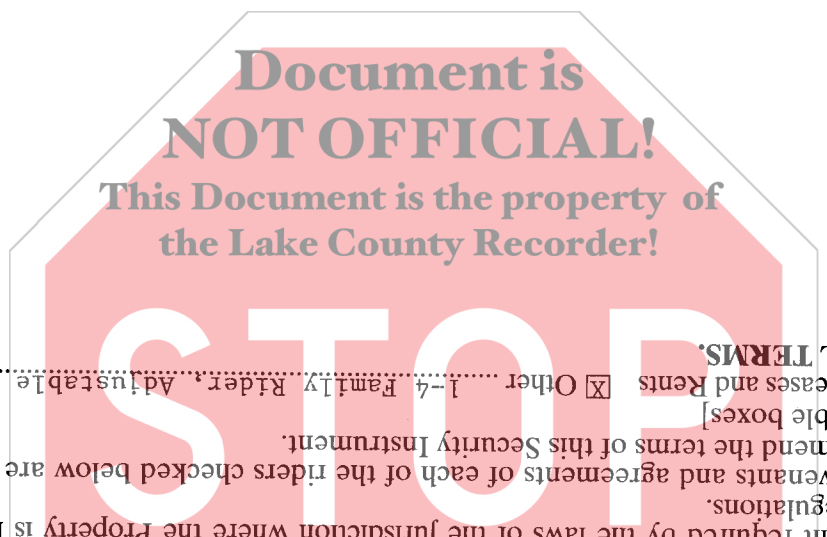 Document is
NOT OFFICIAL!
This Document is the property of
the Lake County Recorder!
STOP
required by the laws of the jurisdiction where the Property is
gulations.
venants and agreements of each of the riders checked below are
mend the terms of this Security Instrument.
ble boxes]
eases and Rents ☒ Other ........1-4 Family Rider, Adjustable
TERMS.